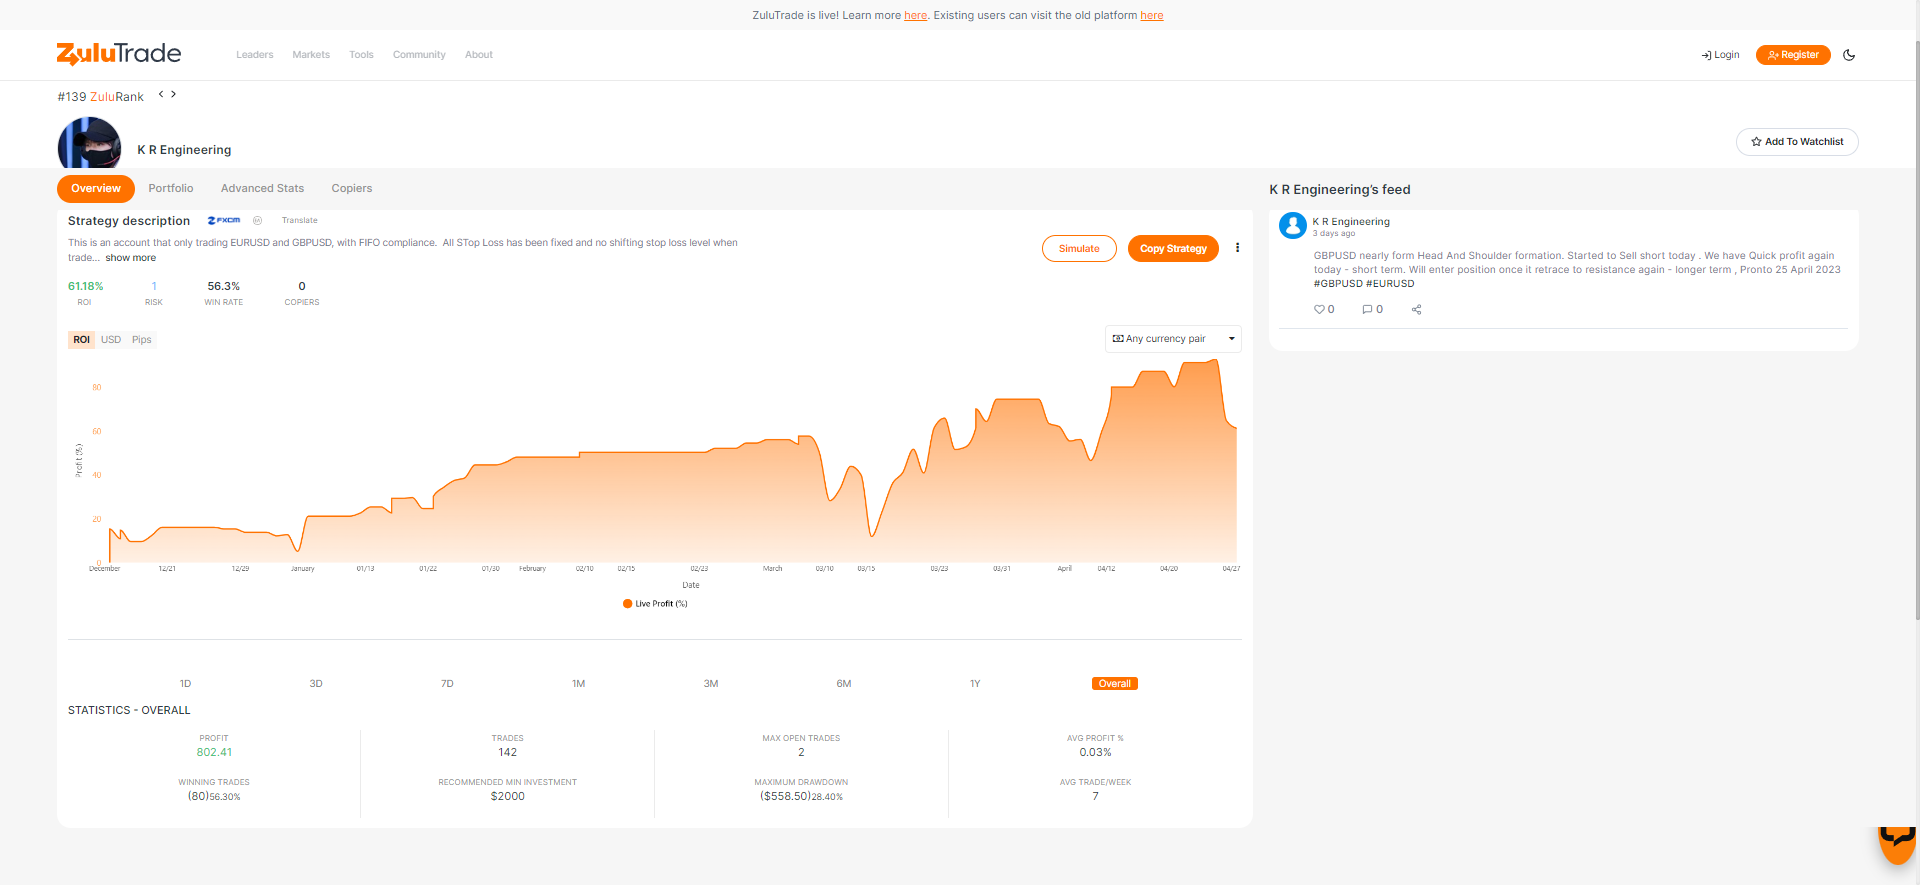 ZuluTrade is live! Learn more here. Existing users can visit the old platform here
ZuluTrade
Leaders
Markets
Tools
Community
About
Login
Register
#139 ZuluRank
K R Engineering
Add To Watchlist
Overview
Portfolio
Advanced Stats
Copiers
Strategy description
FXCM
Translate
This is an account that only trading EURUSD and GBPUSD, with FIFO compliance.  All STop Loss has been fixed and no shifting stop loss level when
trade... show more
Simulate
Copy Strategy
61.18%
1
56.3%
0
ROI
RISK
WIN RATE
COPIERS
ROI
USD
Pips
Any currency pair
Profit (%)
80
60
40
20
0
December
12/21
12/29
January
01/13
01/22
01/30
February
02/10
02/15
02/23
March
03/10
03/15
03/23
03/31
April
04/12
04/20
04/27
Date
Live Profit (%)
1D
3D
7D
1M
3M
6M
1Y
Overall
STATISTICS - OVERALL
PROFIT
802.41
TRADES
142
MAX OPEN TRADES
2
AVG PROFIT %
0.03%
WINNING TRADES
(80)56.30%
RECOMMENDED MIN INVESTMENT
$2000
MAXIMUM DRAWDOWN
($558.50)28.40%
AVG TRADE/WEEK
7
K R Engineering's feed
K R Engineering
3 days ago
GBPUSD nearly form Head And Shoulder formation. Started to Sell short today . We have Quick profit again
today - short term. Will enter position once it retrace to resistance again - longer term , Pronto 25 April 2023
#GBPUSD #EURUSD
0
0